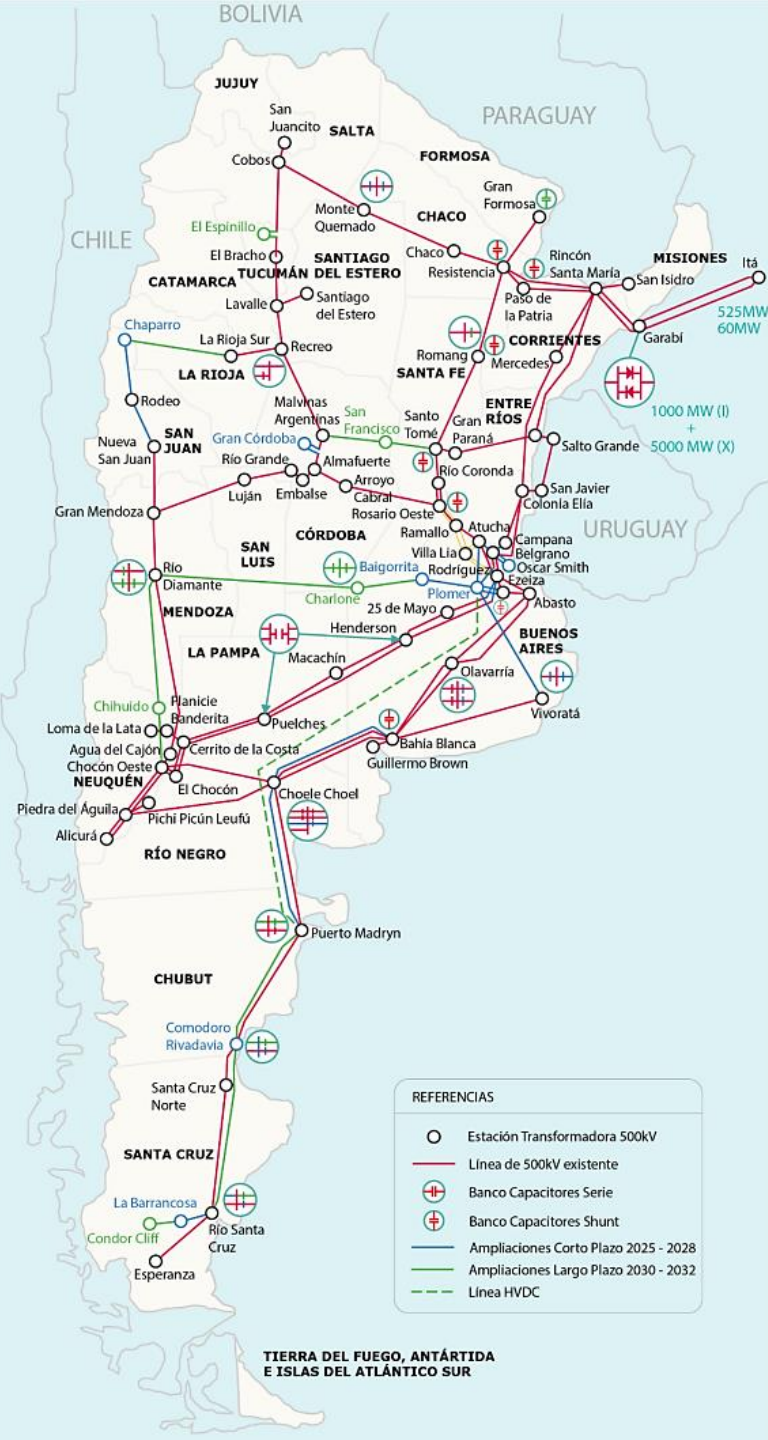 BOLIVIA
JUJUY
San
Juancito
SALTA
PARAGUAY
Cobos
FORMOSA
Gran
Formosa
Monte
Quemado
CHACO
CHILE
El Espinillo
Chaco
El Bracho
Resistencia
Rincón
Santa María
MISIONES
Itá
TUCUMÁN
SANTIAGO
DEL ESTERO
San Isidro
CATAMARCA
Santiago
del Estero
Paso de
la Patria
Lavalle
525MW
60MW
Chaparro
La Rioja Sur
Recreo
Garabí
CORRIENTES
Romang
Mercedes
LA RIOJA
SANTA FE
Rodeo
Malvinas
Argentinas
San
Francisco
Santo
Tomé
Gran
Paraná
ENTRE
RÍOS
1000 MW (I)
+
5000 MW (X)
Nueva
San Juan
SAN
JUAN
Gran Córdoba
Salto Grande
Río Grande
Almafuerte
Río Coronda
Luján
Embalse
Arroyo
Cabral
San Javier
Colonia Elía
Gran Mendoza
Rosario Oeste
CÓRDOBA
Ramallo
Atucha
URUGUAY
Campana
Belgrano
SAN
LUIS
Villa Lia
Oscar Smith
Río
Diamante
Baigorrita
Rodríguez
Ezeiza
Charlone
Plomer
Abasto
MENDOZA
25 de Mayo
Henderson
BUENOS
AIRES
LA PAMPA
Macachín
Olavarría
Chihuido
Planicie
Banderita
Vivoratá
Loma de la Lata
Puelches
Agua del Cajón
Cerrito de la Costa
Bahía Blanca
Chocón Oeste
Guillermo Brown
NEUQUÉN
El Chocón
Choele Choel
Piedra del Águila
Pichi Picún Leufú
Alicurá
RÍO NEGRO
Puerto Madryn
CHUBUT
Comodoro
Rivadavia
Santa Cruz
Norte
REFERENCIAS
Estación Transformadora 500kV
SANTA CRUZ
Línea de 500kV existente
Banco Capacitores Serie
La Barrancosa
Banco Capacitores Shunt
Condor Cliff
Río Santa
Cruz
Ampliaciones Corto Plazo 2025 - 2028
Ampliaciones Largo Plazo 2030 - 2032
Esperanza
Línea HVDC
TIERRA DEL FUEGO, ANTÁRTIDA
E ISLAS DEL ATLÁNTICO SUR